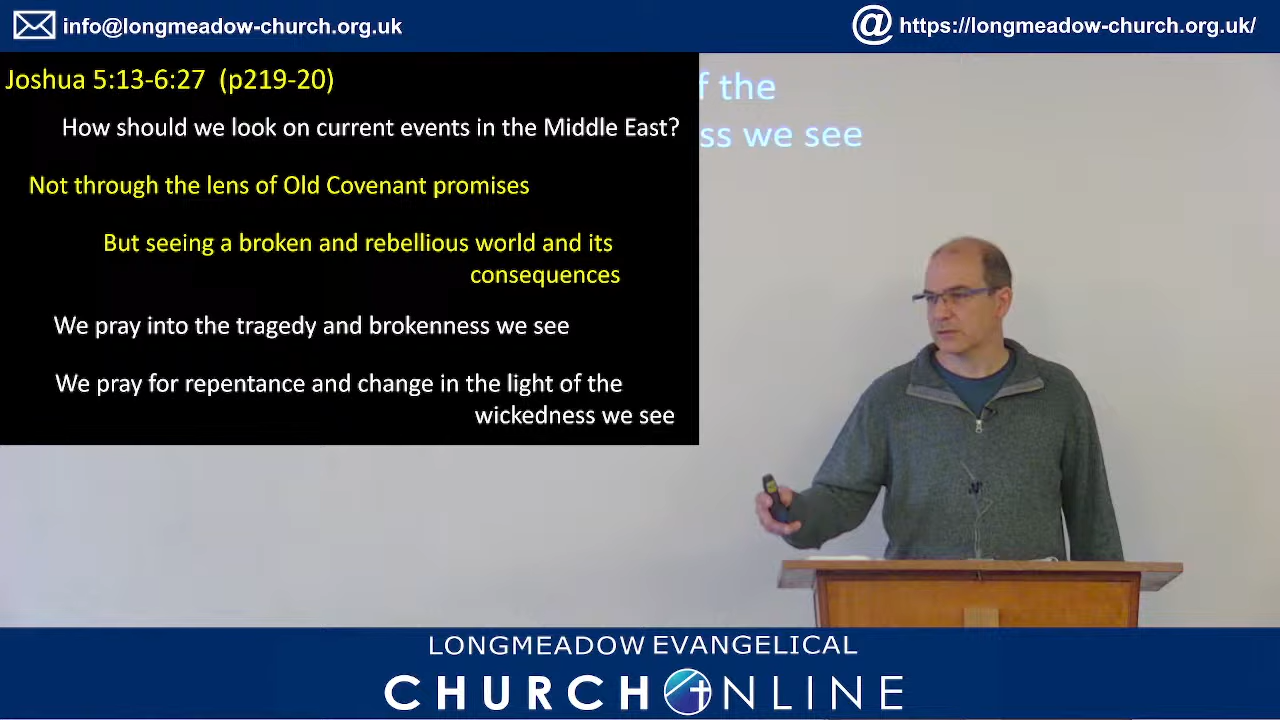 info@longmeadow-church.org.uk
https://longmeadow-church.org.uk/
Joshua 5:13-6:27 (p219-20)
How should we look on current events in the Middle East?
Not through the lens of Old Covenant promises
But seeing a broken and rebellious world and its
consequences
We pray into the tragedy and brokenness we see
We pray for repentance and change in the light of the
wickedness we see
f the
ss we see
LONGMEADOW EVANGELICAL
CHURCH ONLINE